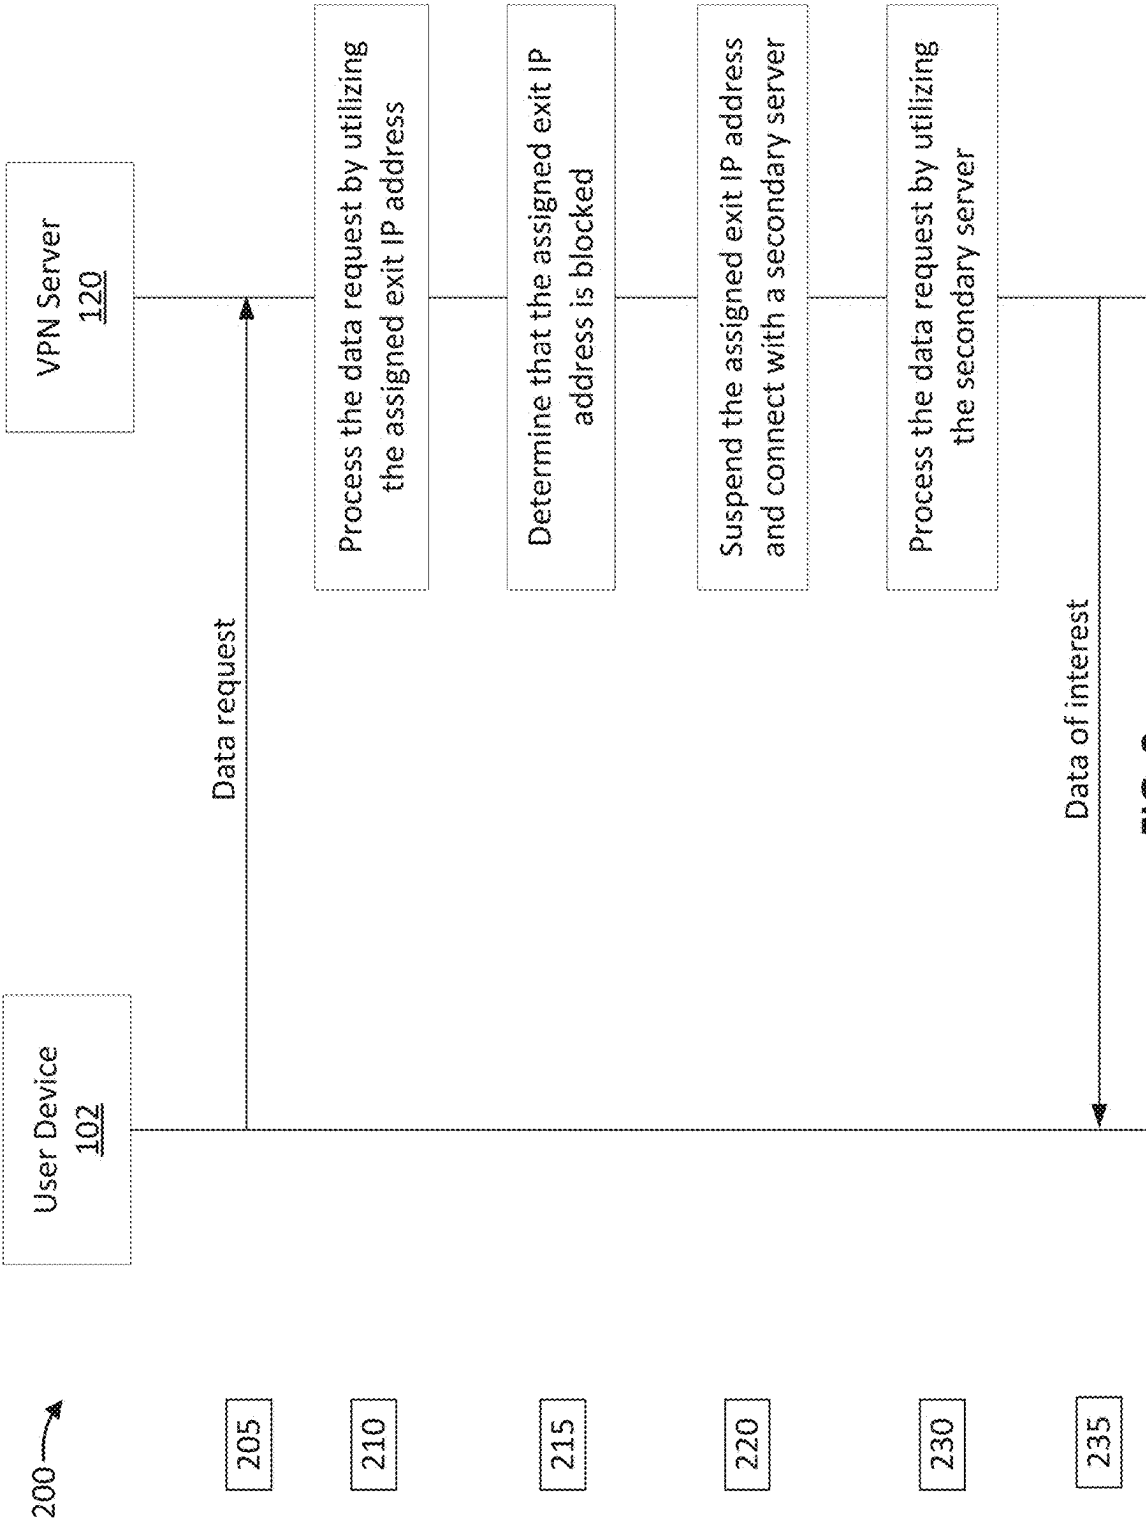 200
User Device
102
VPN Server
120
205
Data request
210
Process the data request by utilizing
the assigned exit IP address
215
Determine that the assigned exit IP
address is blocked
220
Suspend the assigned exit IP address
and connect with a secondary server
230
Process the data request by utilizing
the secondary server
235
Data of interest